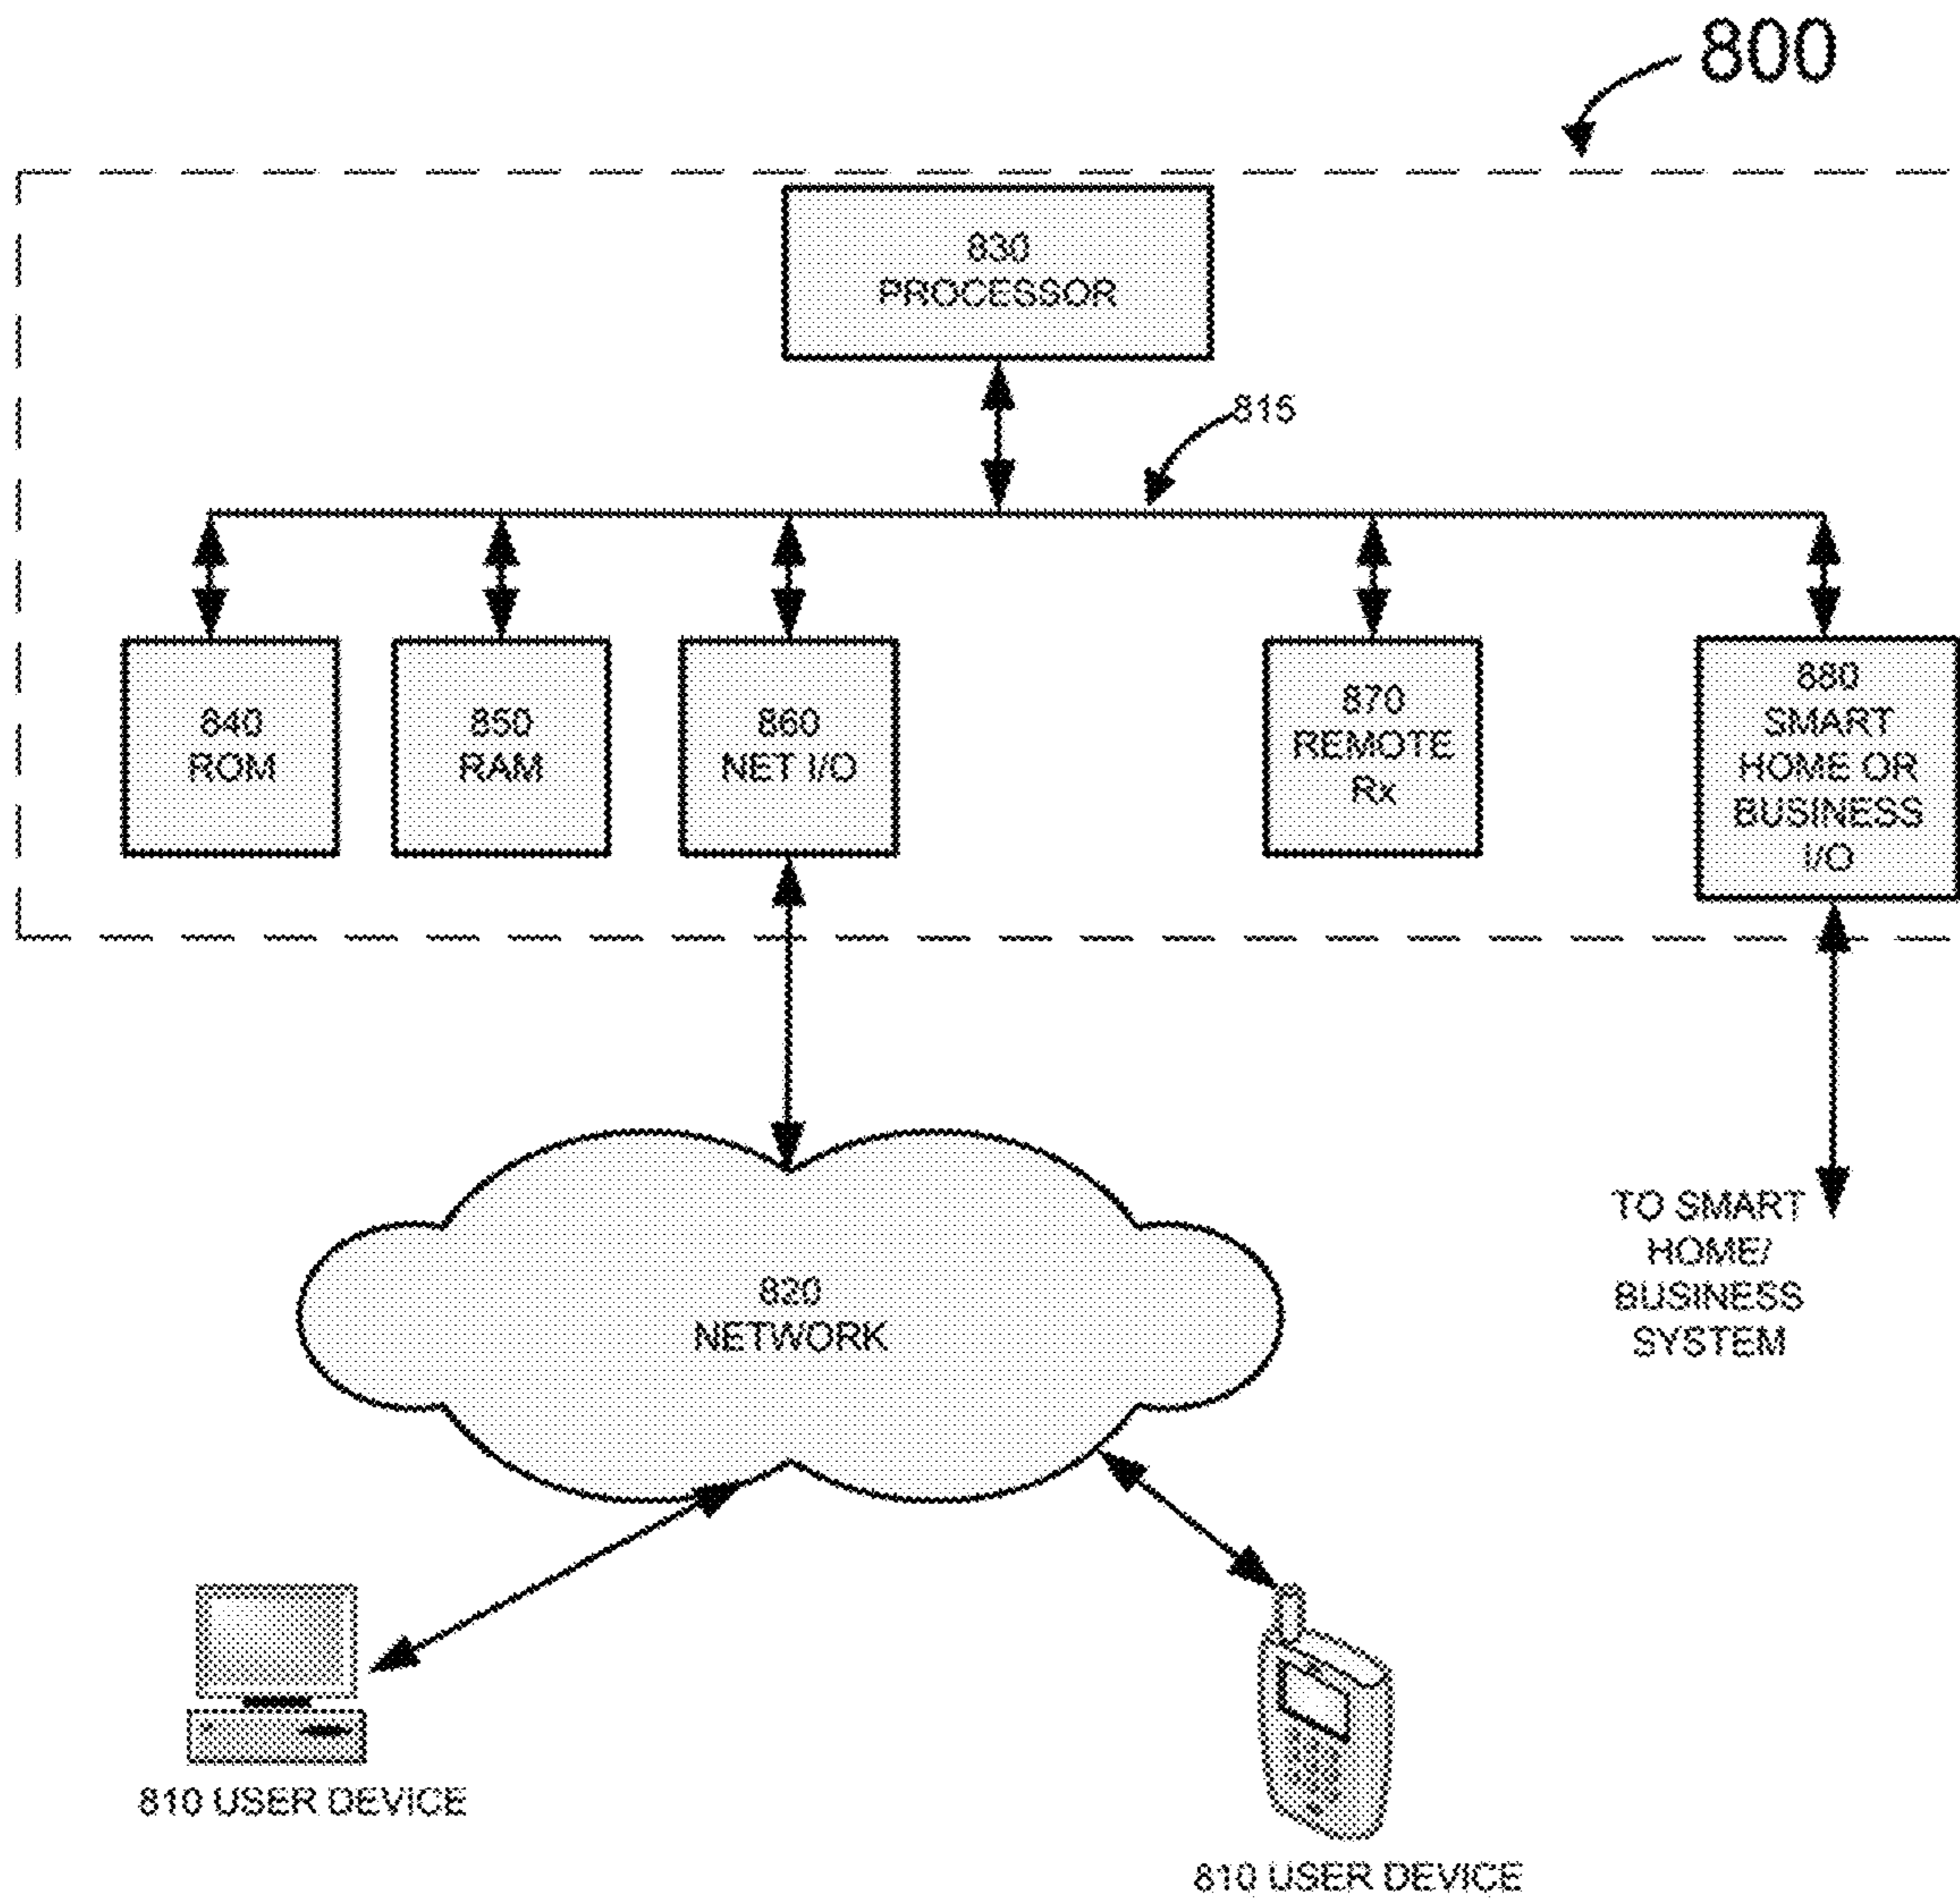 800
830
PROCESSOR
815
840
ROM
850
RAM
860
NET I/O
870
REMOTE
Rx
880
SMART
HOME OR
BUSINESS
I/O
820
NETWORK
TO SMART
HOME/
BUSINESS
SYSTEM
810 USER DEVICE
810 USER DEVICE